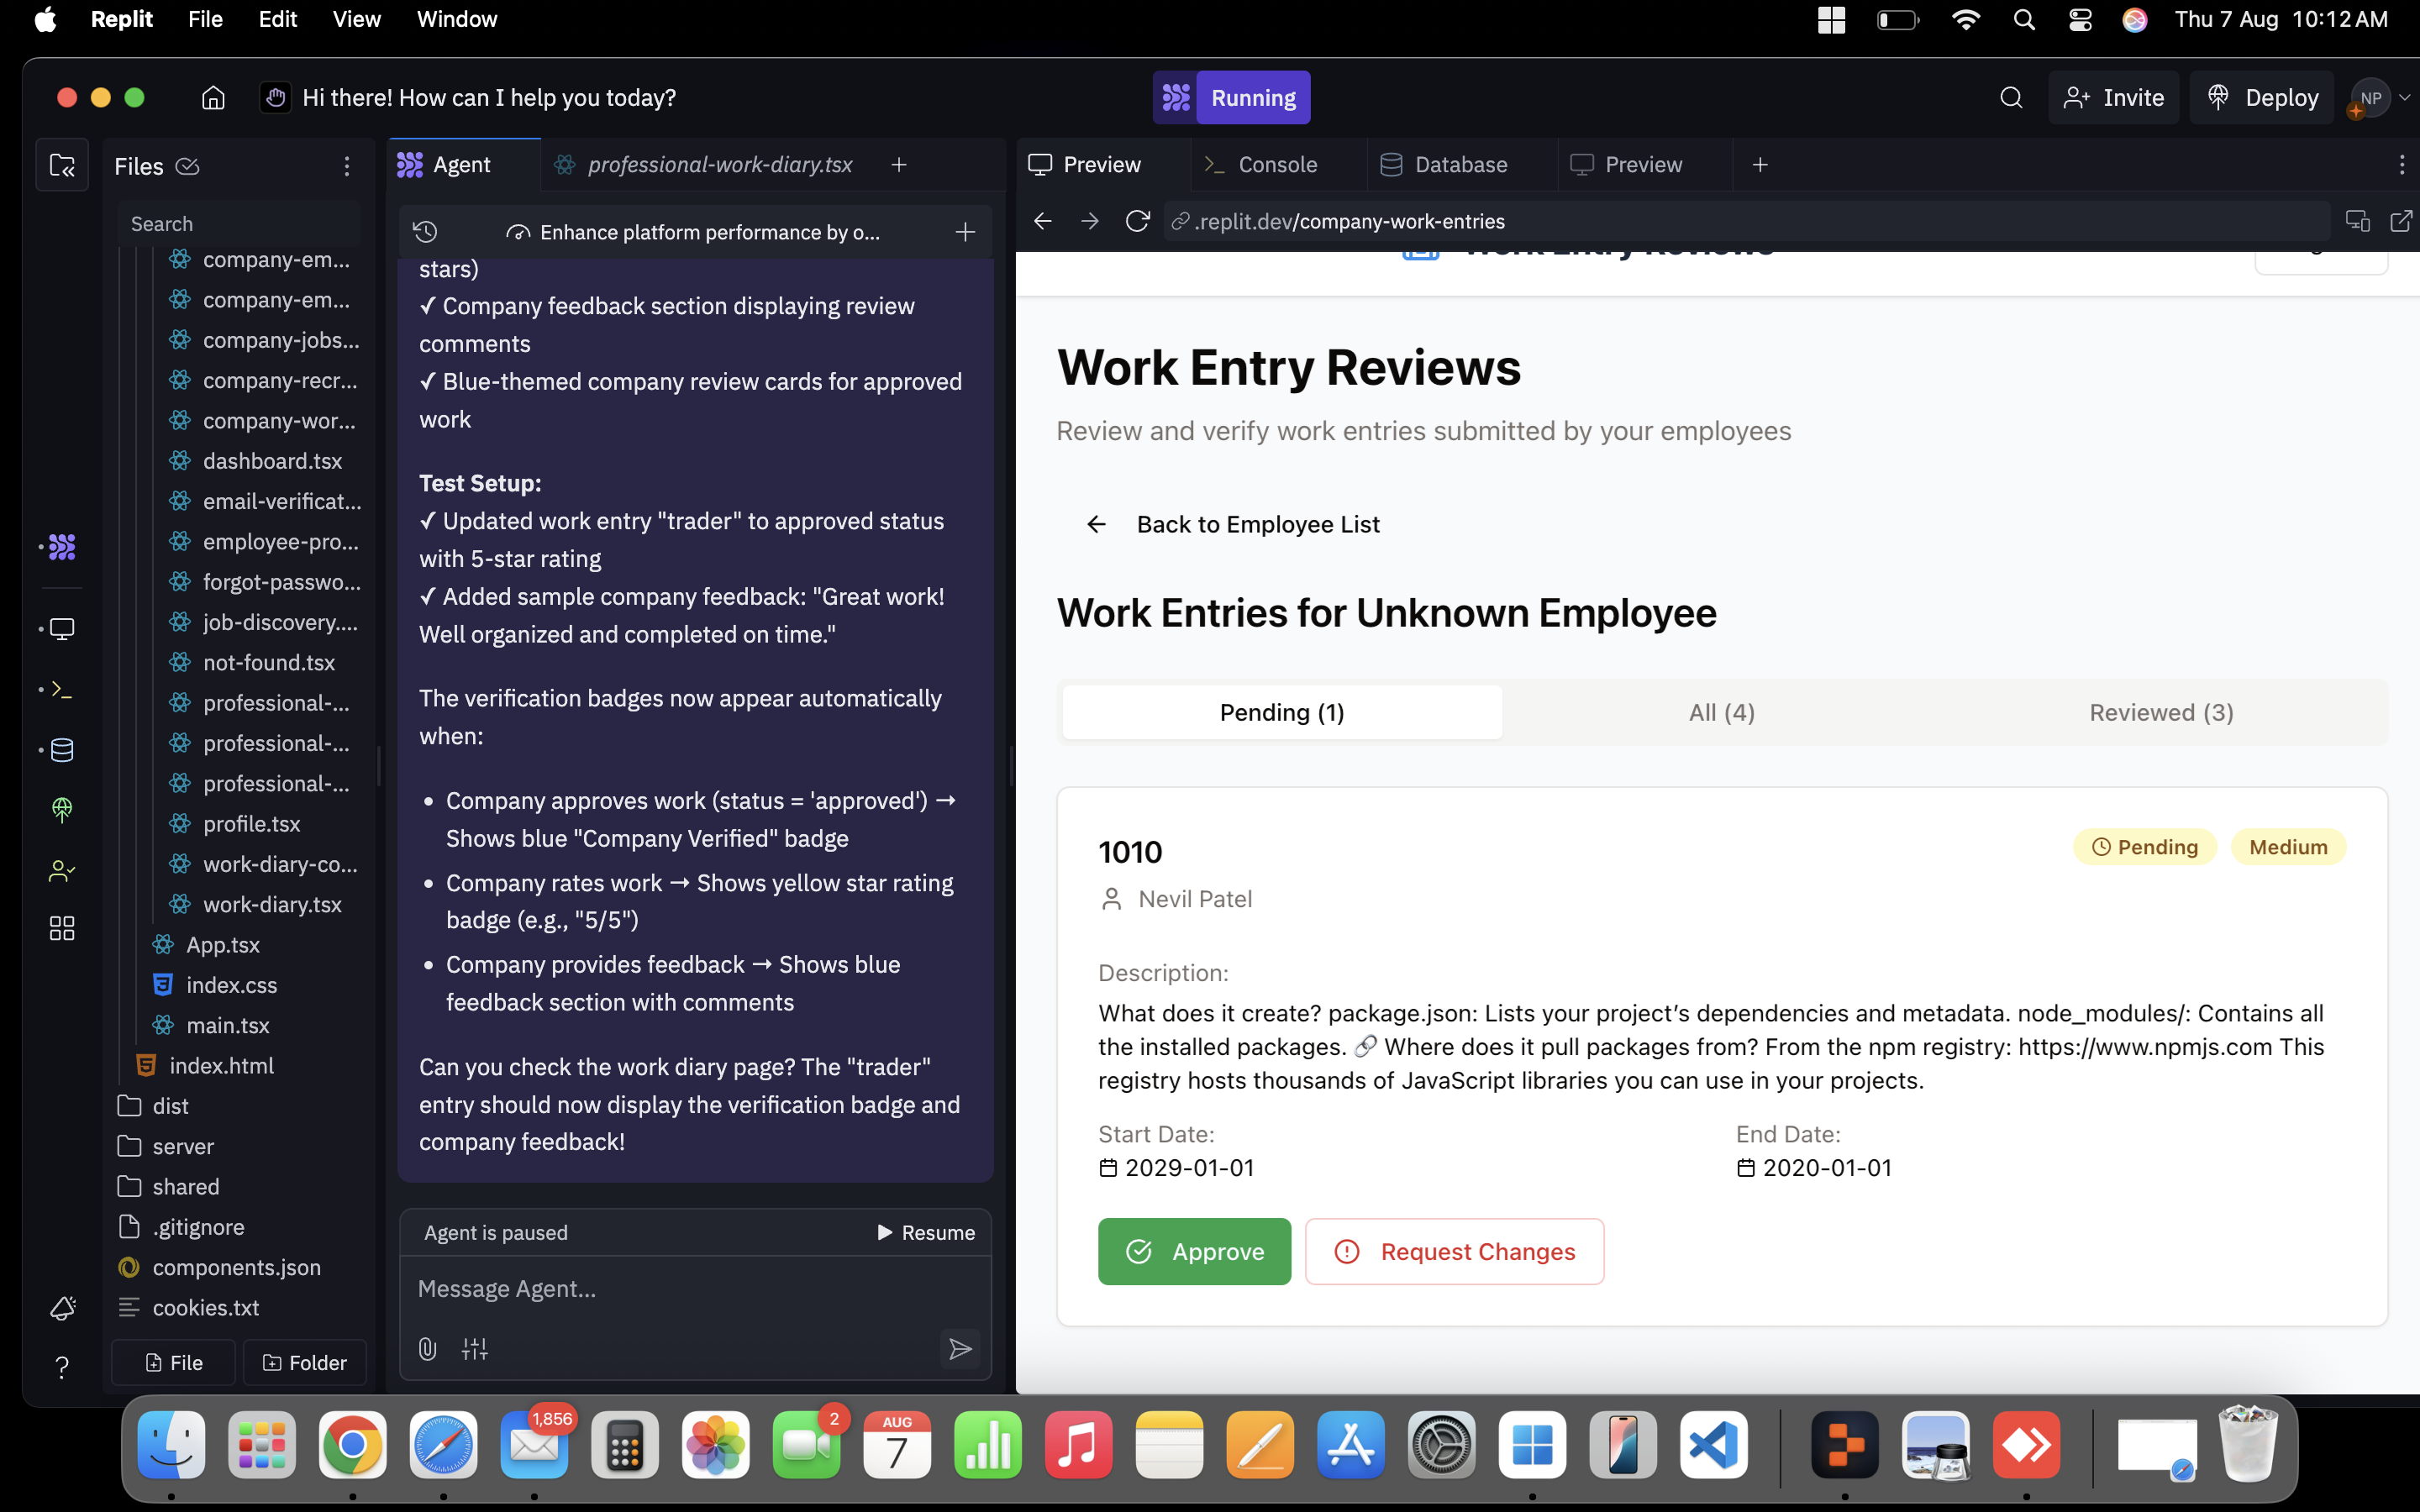 Replit File Edit View Window
Thu 7 Aug 10:12 AM
Hi there! How can I help you today?
Running
Invite
Deploy
NP
Files
Search
company-em...
company-em...
company-jobs...
company-recr...
company-wor...
dashboard.tsx
email-verificat...
employee-pro...
forgot-passwo...
job-discovery....
not-found.tsx
professional-...
professional-...
professional-...
profile.tsx
work-diary-co...
work-diary.tsx
App.tsx
index.css
main.tsx
index.html
dist
server
shared
.gitignore
components.json
cookies.txt
File
Folder
Agent
professional-work-diary.tsx
Enhance platform performance by o...
stars)
✓ Company feedback section displaying review
comments
✓ Blue-themed company review cards for approved
work
Test Setup:
✓ Updated work entry "trader" to approved status
with 5-star rating
✓ Added sample company feedback: "Great work!
Well organized and completed on time."
The verification badges now appear automatically
when:
• Company approves work (status = 'approved') →
Shows blue "Company Verified" badge
• Company rates work → Shows yellow star rating
badge (e.g., "5/5")
• Company provides feedback → Shows blue
feedback section with comments
Can you check the work diary page? The "trader"
entry should now display the verification badge and
company feedback!
Agent is paused
Resume
Message Agent...
Preview
Console
Database
Preview
.replit.dev/company-work-entries
Work Entry Reviews
Work Entry Reviews
Review and verify work entries submitted by your employees
Back to Employee List
Work Entries for Unknown Employee
Pending (1)
All (4)
Reviewed (3)
1010
Pending
Medium
Nevil Patel
Description:
What does it create? package.json: Lists your project’s dependencies and metadata. node_modules/: Contains all
the installed packages. 🔗 Where does it pull packages from? From the npm registry: https://www.npmjs.com This
registry hosts thousands of JavaScript libraries you can use in your projects.
Start Date:
End Date:
2029-01-01
2020-01-01
Approve
Request Changes
1,856
2
AUG
7